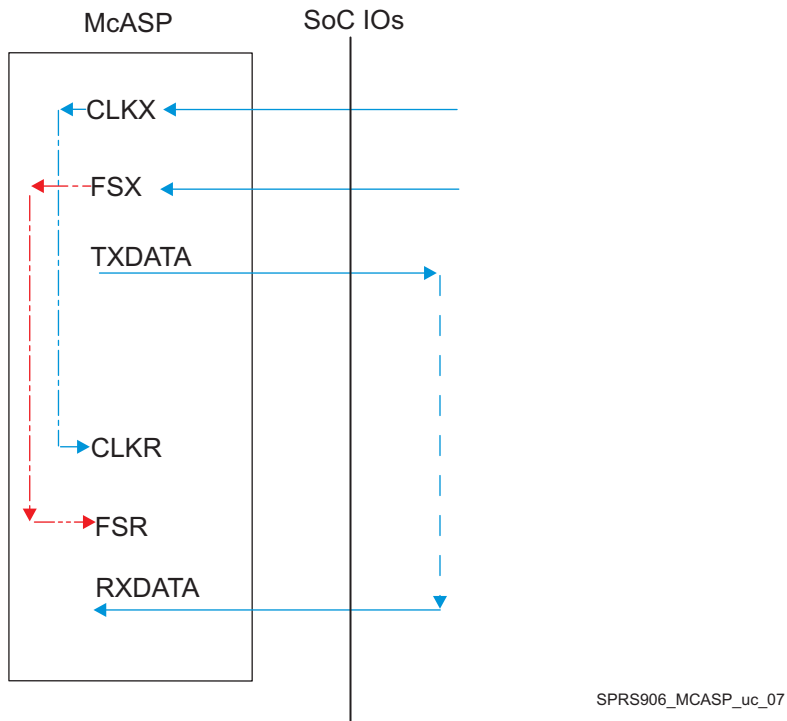 McASP
SoC IOs
CLKX
FSX
TXDATA
CLKR
FSR
RXDATA
SPRS906_MCASP_uc_07